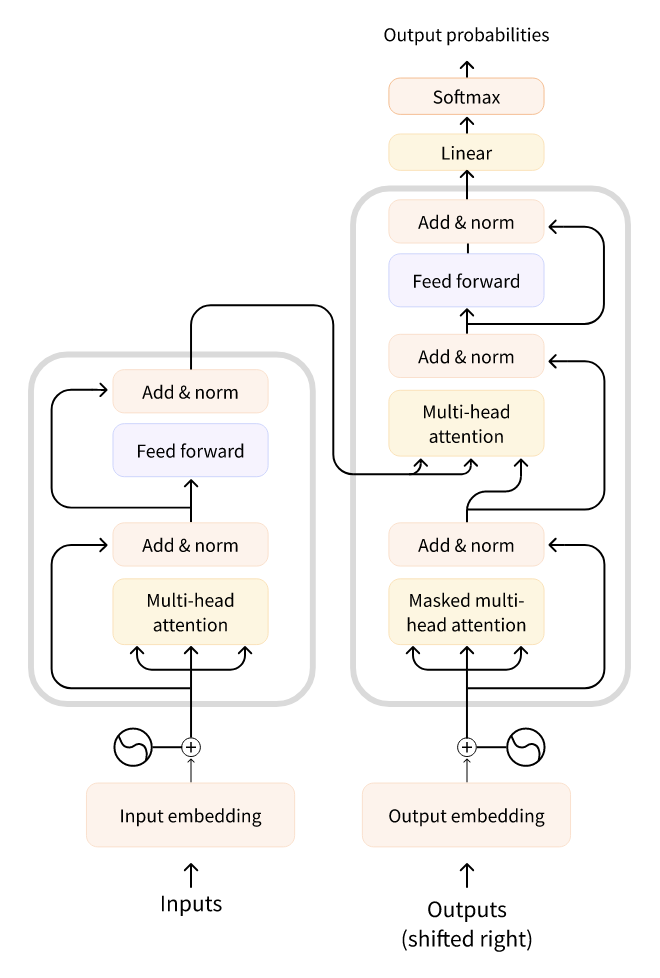 Output probabilities
Softmax
Linear
Add & norm
Feed forward
Add & norm
Multi-head
attention
Add & norm
Masked multi-
head attention
Output embedding
Outputs
(shifted right)
Add & norm
Feed forward
Add & norm
Multi-head
attention
Input embedding
Inputs